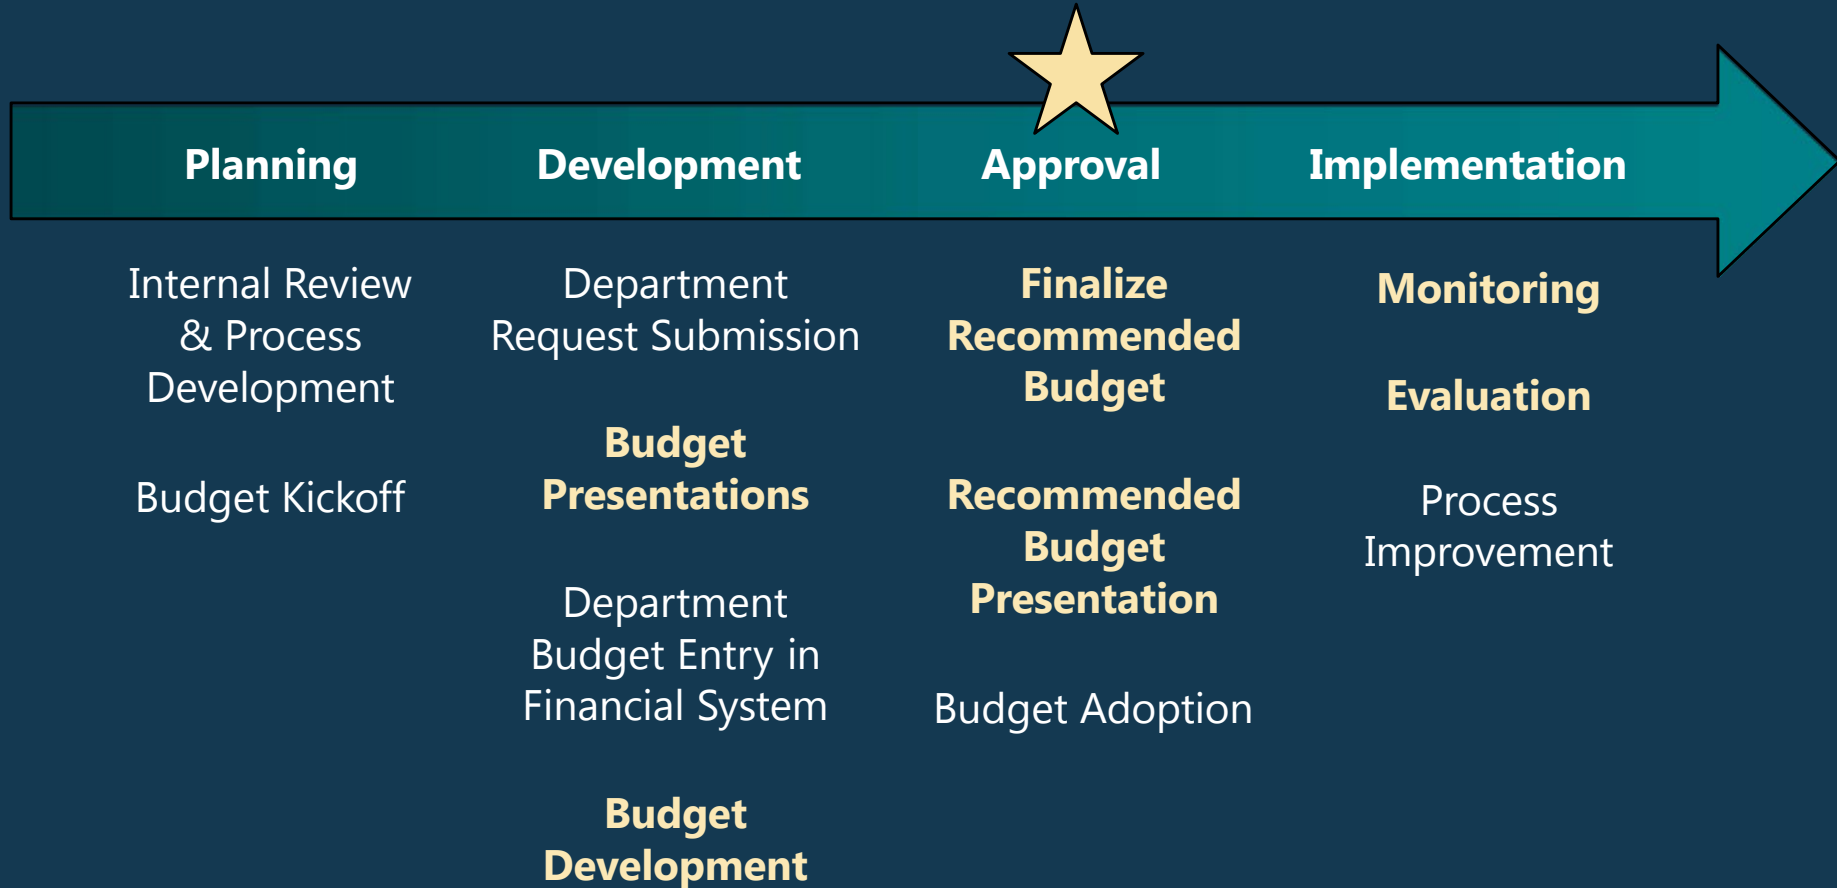 Planning
Development
Approval
Implementation
Internal Review
& Process
Development
Budget Kickoff
Department
Request Submission
Budget
Presentations
Department
Budget Entry in
Financial System
Budget
Development
Finalize
Recommended
Budget
Recommended
Budget
Presentation
Budget Adoption
Monitoring
Evaluation
Process
Improvement